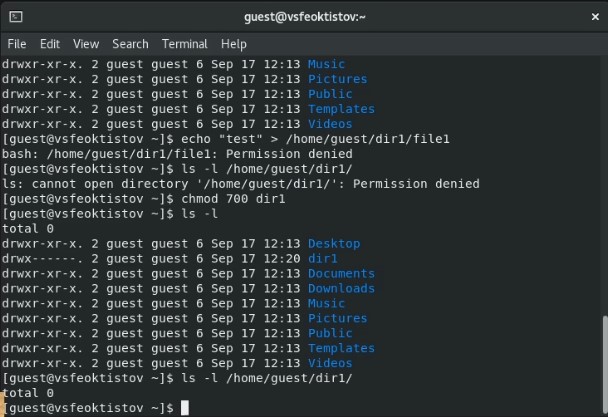 guest@vsfeoktistov:~
File Edit View Search Terminal Help
drwxr-xr-x. 2 guest guest 6 Sep 17 12:13 Music
drwxr-xr-x. 2 guest guest 6 Sep 17 12:13 Pictures
drwxr-xr-x. 2 guest guest 6 Sep 17 12:13 Public
drwxr-xr-x. 2 guest guest 6 Sep 17 12:13 Templates
drwxr-xr-x. 2 guest guest 6 Sep 17 12:13 Videos
[guest@vsfeoktistov ~]$ echo "test" > /home/guest/dir1/file1
bash: /home/guest/dir1/file1: Permission denied
[guest@vsfeoktistov ~]$ ls -l /home/guest/dir1/
ls: cannot open directory '/home/guest/dir1/': Permission denied
[guest@vsfeoktistov ~]$ chmod 700 dir1
[guest@vsfeoktistov ~]$ ls -l
total 0
drwxr-xr-x. 2 guest guest 6 Sep 17 12:13 Desktop
drwx------. 2 guest guest 6 Sep 17 12:20 dir1
drwxr-xr-x. 2 guest guest 6 Sep 17 12:13 Documents
drwxr-xr-x. 2 guest guest 6 Sep 17 12:13 Downloads
drwxr-xr-x. 2 guest guest 6 Sep 17 12:13 Music
drwxr-xr-x. 2 guest guest 6 Sep 17 12:13 Pictures
drwxr-xr-x. 2 guest guest 6 Sep 17 12:13 Public
drwxr-xr-x. 2 guest guest 6 Sep 17 12:13 Templates
drwxr-xr-x. 2 guest guest 6 Sep 17 12:13 Videos
[guest@vsfeoktistov ~]$ ls -l /home/guest/dir1/
total 0
[guest@vsfeoktistov ~]$